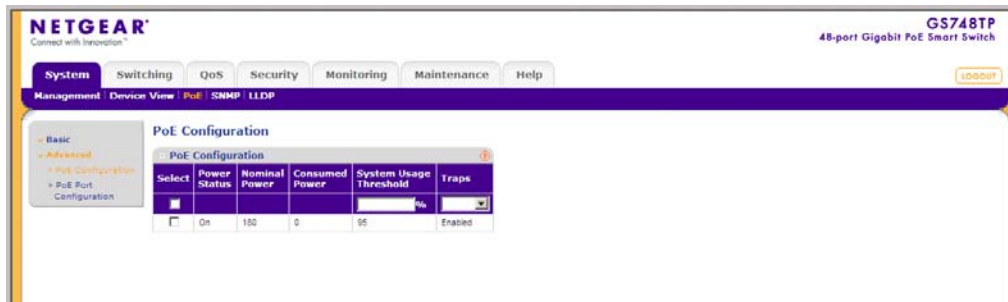 NETGEAR
Connect with Innovation™
GS748TP
48-port Gigabit PoE Smart Switch
System Switching QoS Security Monitoring Maintenance Help
LOGOUT
Management Device View PoE SNMP LLDP
Basic
Advanced
PoE Configuration
PoE Port
Configuration
PoE Configuration
PoE Configuration
Select Power Status Nominal Power Consumed Power System Usage Threshold Traps
%
On 180 0 95 Enabled